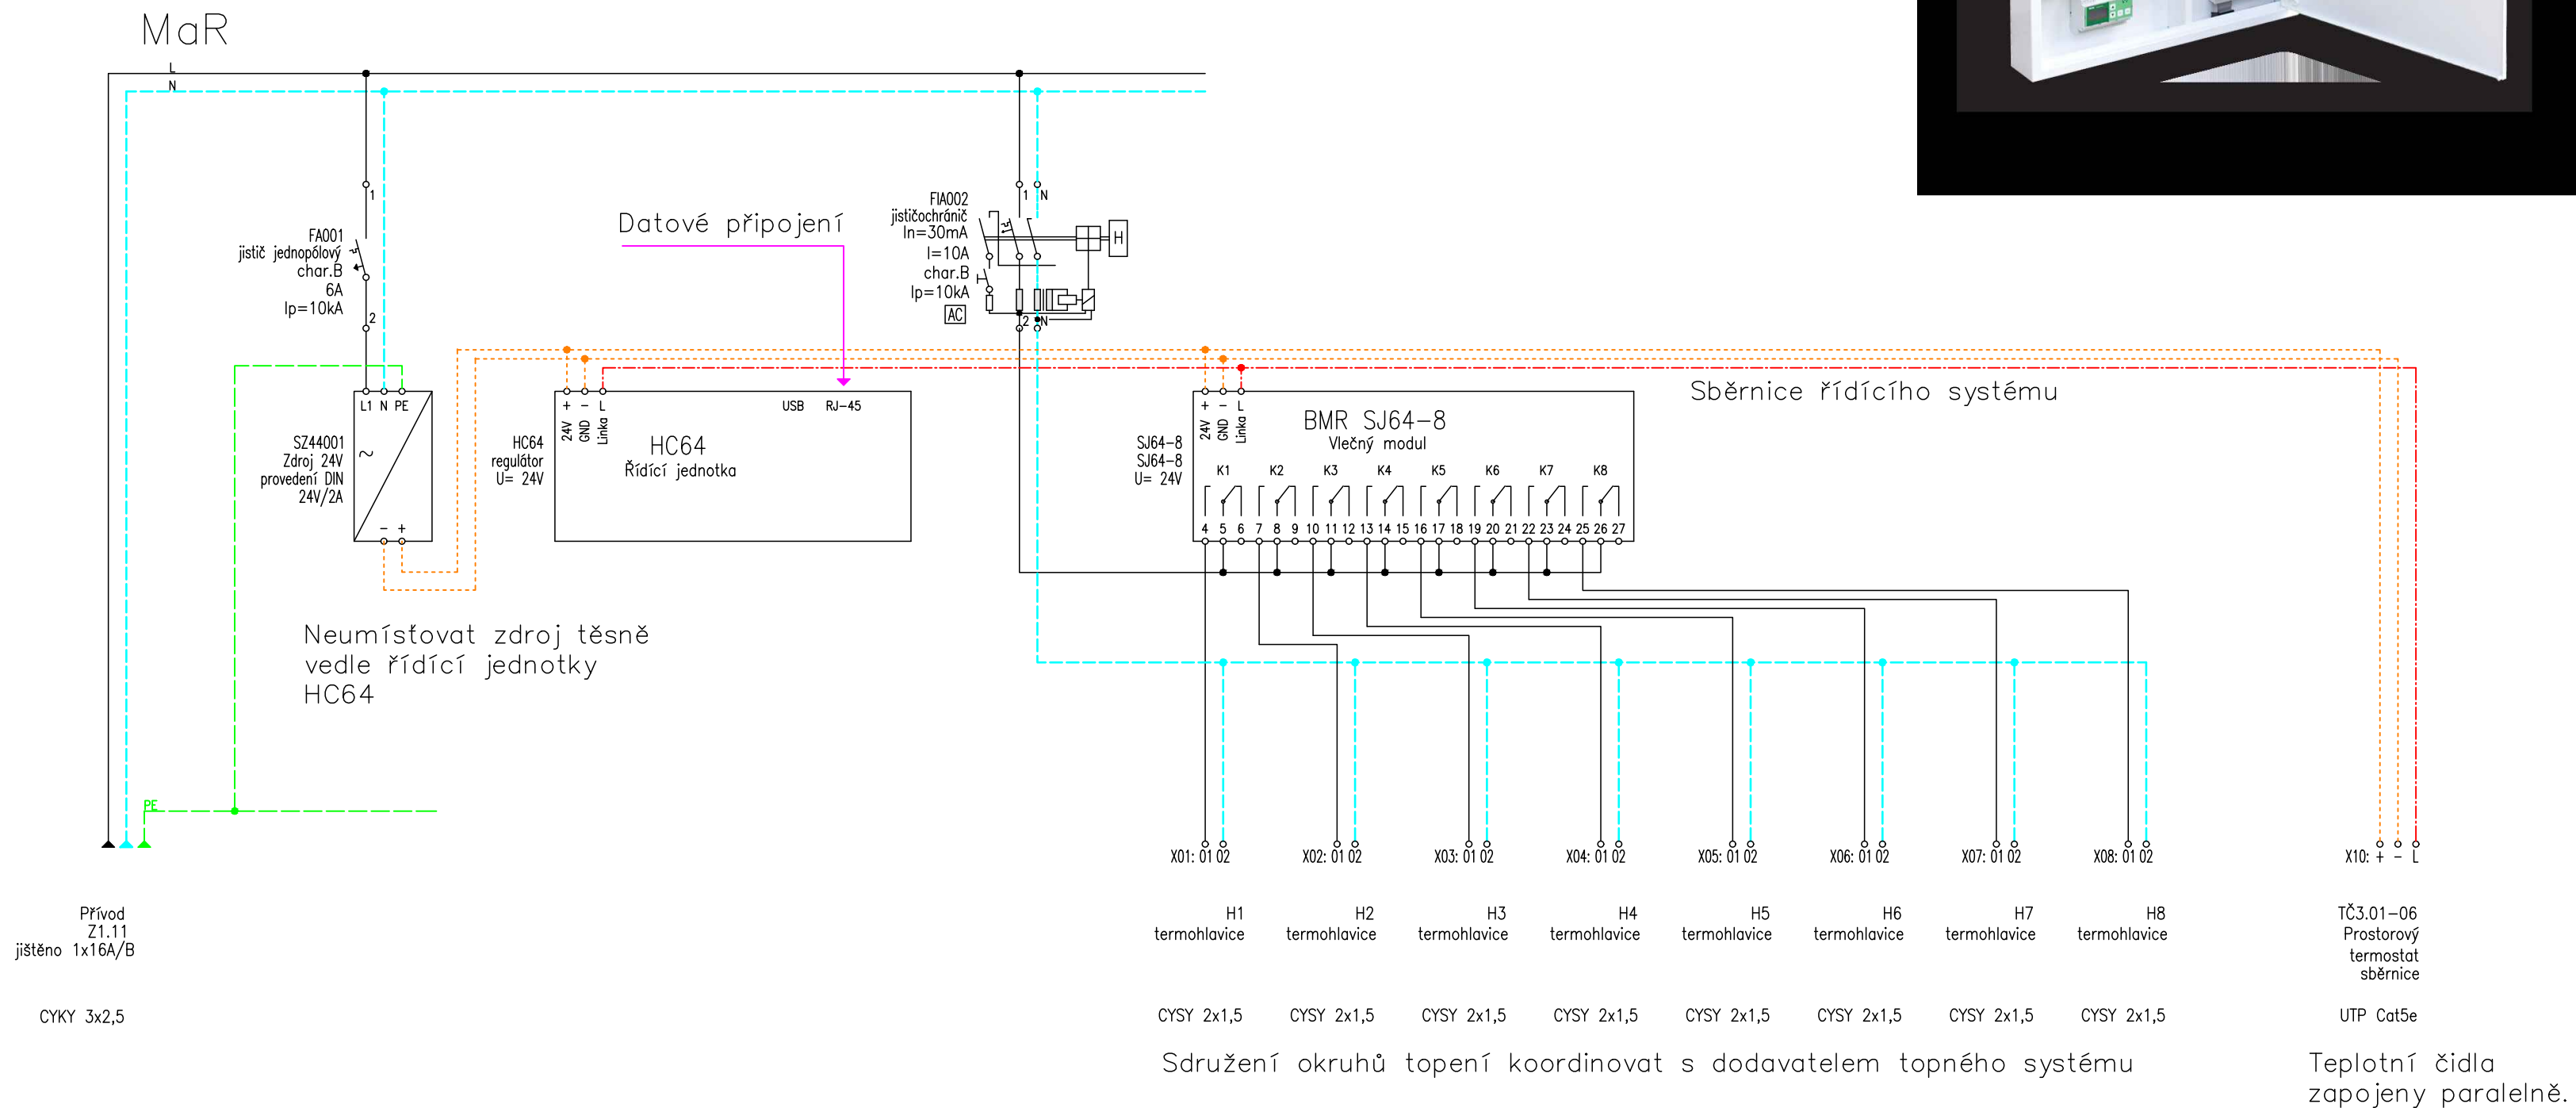 MaR
L
N
1
FA001
jistič jednopólový
char.B
6A
Ip=10kA
2
Datové připojení
FIA002
jističochránič
In=30mA
I=10A
char.B
Ip=10kA
AC
1 N
H
2 N
L1 N PE
SZ44001
Zdroj 24V
provedení DIN
24V/2A
~
- +
HC64
regulátor
U= 24V
+ - L
24V GND Linka
USB RJ-45
HC64
Řídící jednotka
SJ64-8
SJ64-8
U= 24V
+ - L
24V GND Linka
BMR SJ64-8
Vlečný modul
K1 K2 K3 K4 K5 K6 K7 K8
4 5 6 7 8 9 10 11 12 13 14 15 16 17 18 19 20 21 22 23 24 25 26 27
Sběrnice řídícího systému
Neumísťovat zdroj těsně
vedle řídící jednotky
HC64
PE
X01: 01 02 X02: 01 02 X03: 01 02 X04: 01 02 X05: 01 02 X06: 01 02 X07: 01 02 X08: 01 02 X10: + - L
Přívod
Z1.11
jištěno 1x16A/B
CYKY 3x2,5
H1
termohlavice
CYSY 2x1,5
H2
termohlavice
CYSY 2x1,5
H3
termohlavice
CYSY 2x1,5
H4
termohlavice
CYSY 2x1,5
H5
termohlavice
CYSY 2x1,5
H6
termohlavice
CYSY 2x1,5
H7
termohlavice
CYSY 2x1,5
H8
termohlavice
CYSY 2x1,5
TČ3.01-06
Prostorový
termostat
sběrnice
UTP Cat5e
Sdružení okruhů topení koordinovat s dodavatelem topného systému
Teplotní čidla
zapojeny paralelně.